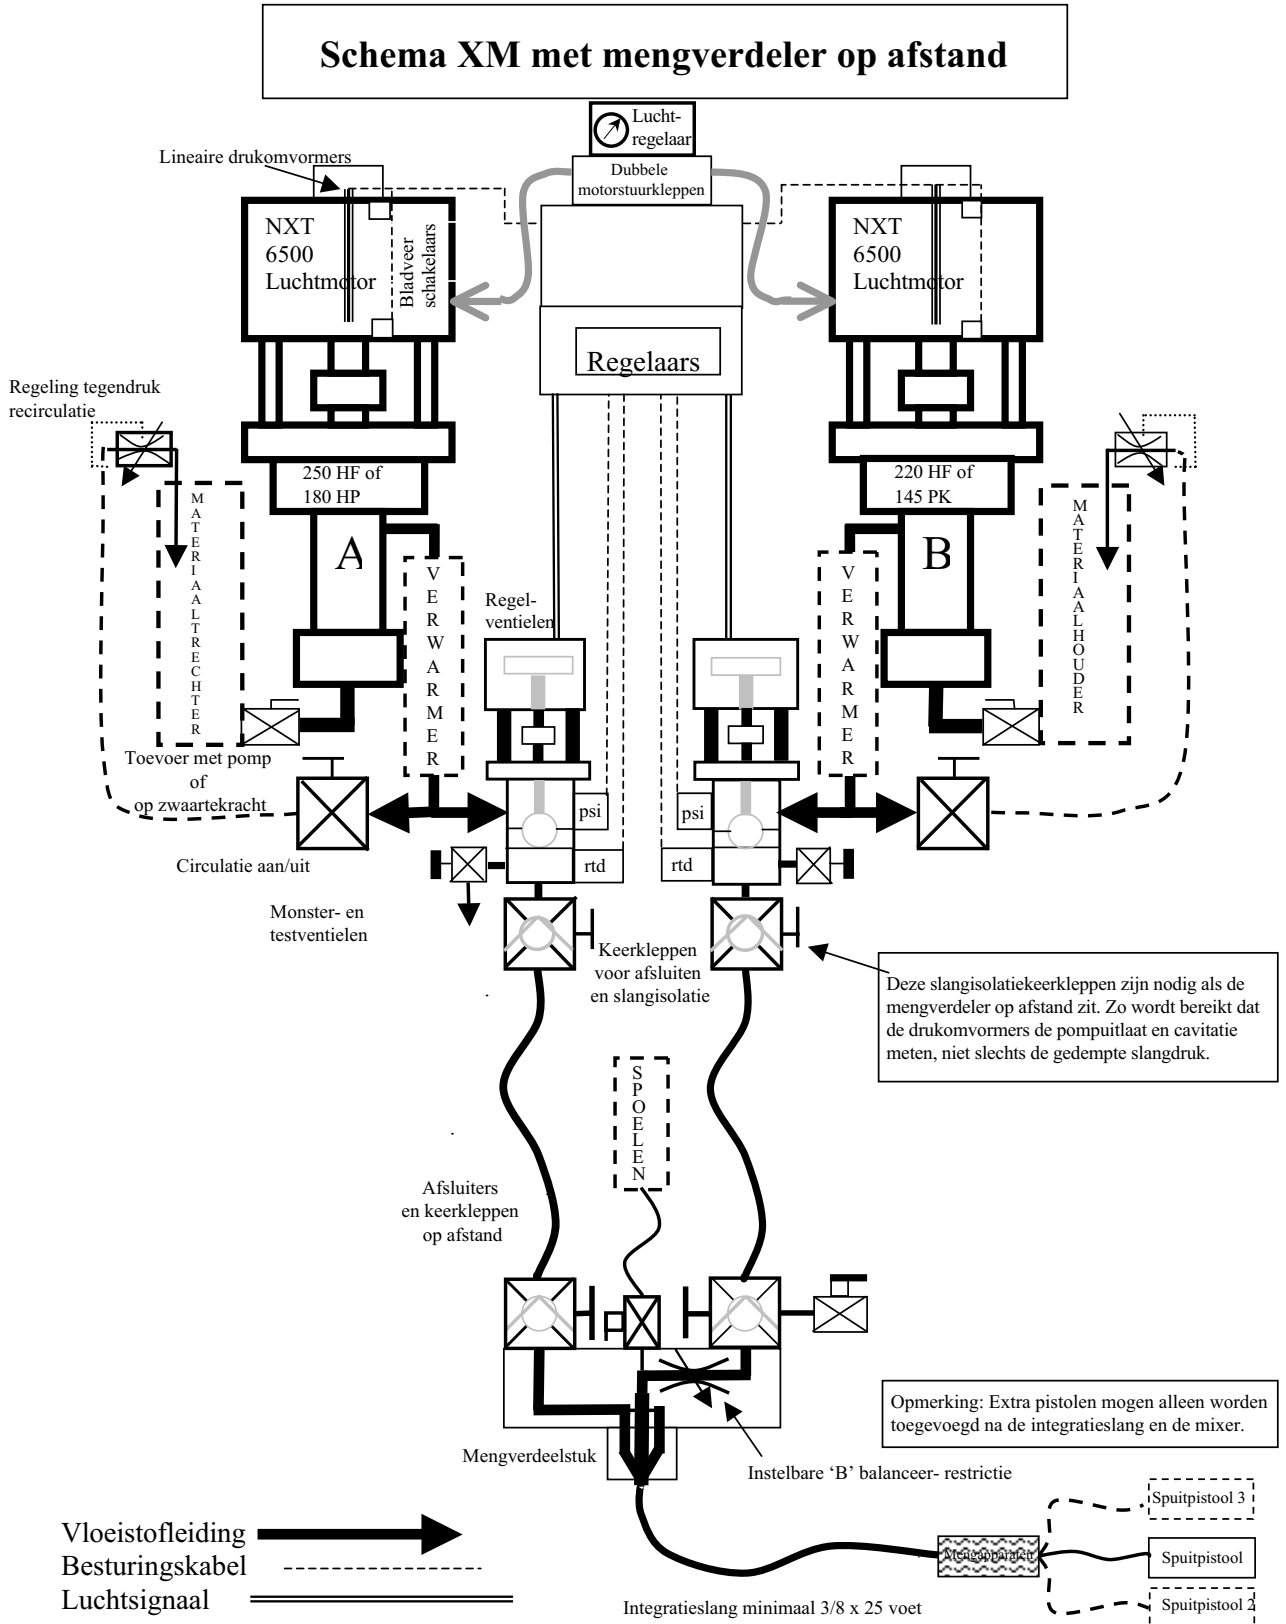 Schema XM met mengverdeler op afstand
Lucht-
regelaar
Lineaire drukomvormers
Dubbele
motorstuurkleppen
NXT
6500
Luchtmotor
Bladveer
schakelaars
NXT
6500
Luchtmotor
Regelaars
Regeling tegendruk
recirculatie
250 HF of
180 HP
220 HF of
145 PK
MATERIAALTRECHTER
A
VERWARMER
Regel-
ventielen
VERWARMER
B
MATERIAALHOUDER
Toevoer met pomp
of
op zwaartekracht
psi
psi
Circulatie aan/uit
rtd
rtd
Monster- en
testventielen
Keerkleppen
voor afsluiten
en slangisolatie
Deze slangisolatiekeerkleppen zijn nodig als de
mengverdeler op afstand zit. Zo wordt bereikt dat
de drukomvormers de pompuitlaat en cavitatie
meten, niet slechts de gedempte slangdruk.
SPOELEN
Afsluiters
en keerkleppen
op afstand
Opmerking: Extra pistolen mogen alleen worden
toegevoegd na de integratieslang en de mixer.
Mengverdeelstuk
Instelbare ‘B’ balanceer- restrictie
Spuitpistool 3
Vloeistofleiding
Mengapparaten
Spuitpistool
Besturingskabel
Luchtsignaal
Integratieslang minimaal 3/8 x 25 voet
Spuitpistool 2